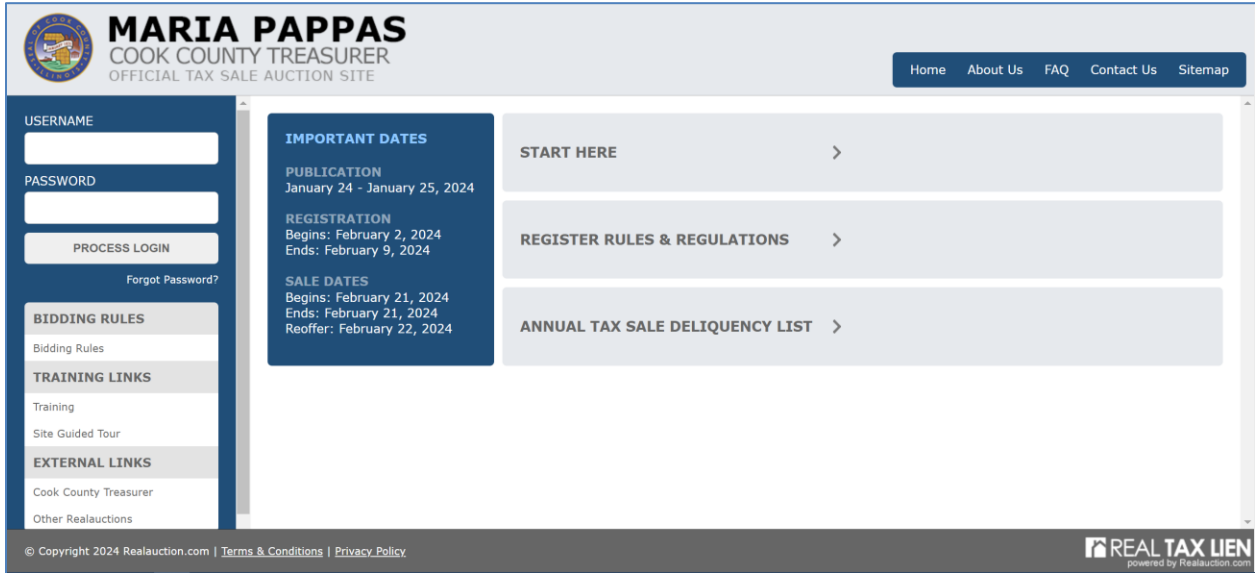 MARIA PAPPAS
COOK COUNTY TREASURER
OFFICIAL TAX SALE AUCTION SITE
Home About Us FAQ Contact Us Sitemap
USERNAME
PASSWORD
PROCESS LOGIN
Forgot Password?
BIDDING RULES
Bidding Rules
TRAINING LINKS
Training
Site Guided Tour
EXTERNAL LINKS
Cook County Treasurer
Other Realauctions
IMPORTANT DATES
PUBLICATION
January 24 - January 25, 2024
REGISTRATION
Begins: February 2, 2024
Ends: February 9, 2024
SALE DATES
Begins: February 21, 2024
Ends: February 21, 2024
Reoffer: February 22, 2024
START HERE
REGISTER RULES & REGULATIONS
ANNUAL TAX SALE DELIQUENCY LIST
© Copyright 2024 Realauction.com | Terms & Conditions | Privacy Policy
REAL TAX LIEN
powered by Realauction.com